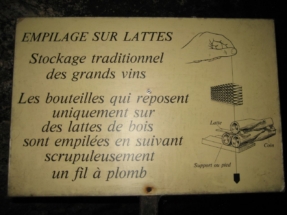 EMPILAGE SUR LATTES
Stockage traditionnel
des grands vins
Les bouteilles qui reposent
uniquement sur
des lattes de bois
sont empilées en suivant
scrupuleusement
un fil à plomb
Latte
Cale
Rapport au pied